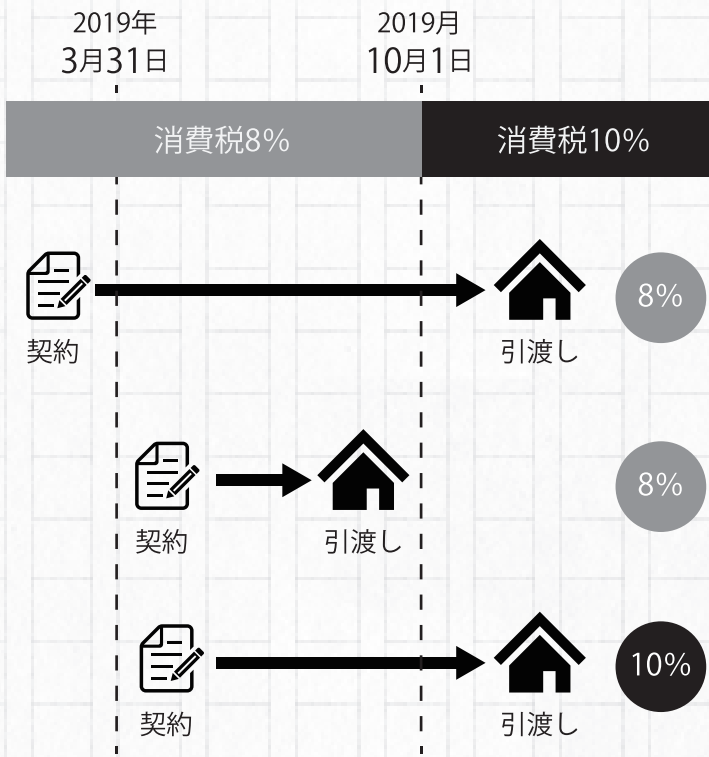 2019年
3月31日
2019月
10月1日
消費税8%
消費税10%
契約
引渡し
8%
契約
引渡し
8%
契約
引渡し
10%